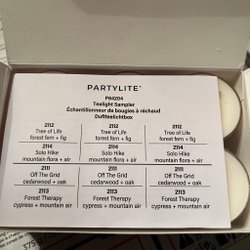 PARTYLITE®
P94204
Tealight Sampler
Échantillonneur de bougies à réchaud
Duftteelichtbox
2112 2112 2112
Tree of Life Tree of Life Tree of Life
forest fern + fig forest fern + fig forest fern + fig
2114 2114 2114
Solo Hike Solo Hike Solo Hike
mountain flora + air mountain flora + air mountain flora + air
2111 2111 2111
Off The Grid Off The Grid Off The Grid
cedarwood + oak cedarwood + oak cedarwood + oak
2113 2113 2113
Forest Therapy Forest Therapy Forest Therapy
cypress + mountain air cypress + mountain air cypress + mountain air